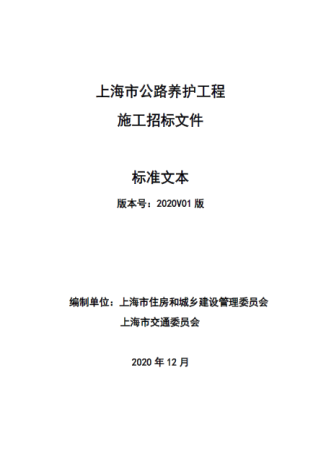 上海市公路养护工程
施工招标文件
标准文本
版本号：2020V01 版
编制单位：上海市住房和城乡建设管理委员会
上海市交通委员会
2020 年 12 月